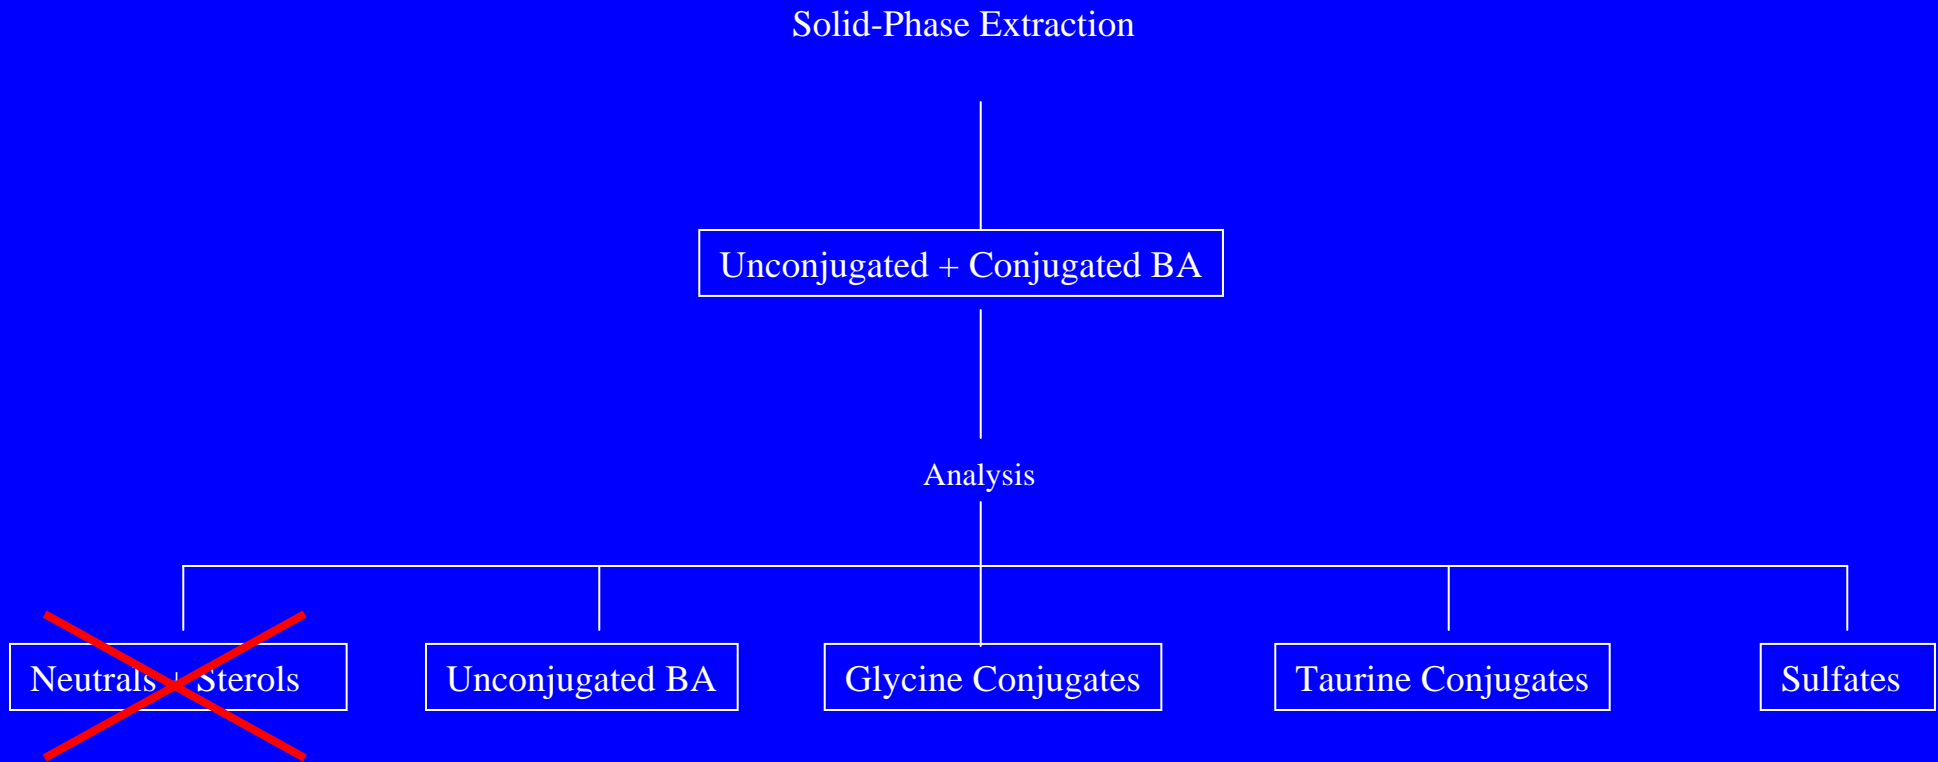 Solid-Phase Extraction
Unconjugated + Conjugated BA
Analysis
Neutrals + Sterols
Unconjugated BA
Glycine Conjugates
Taurine Conjugates
Sulfates